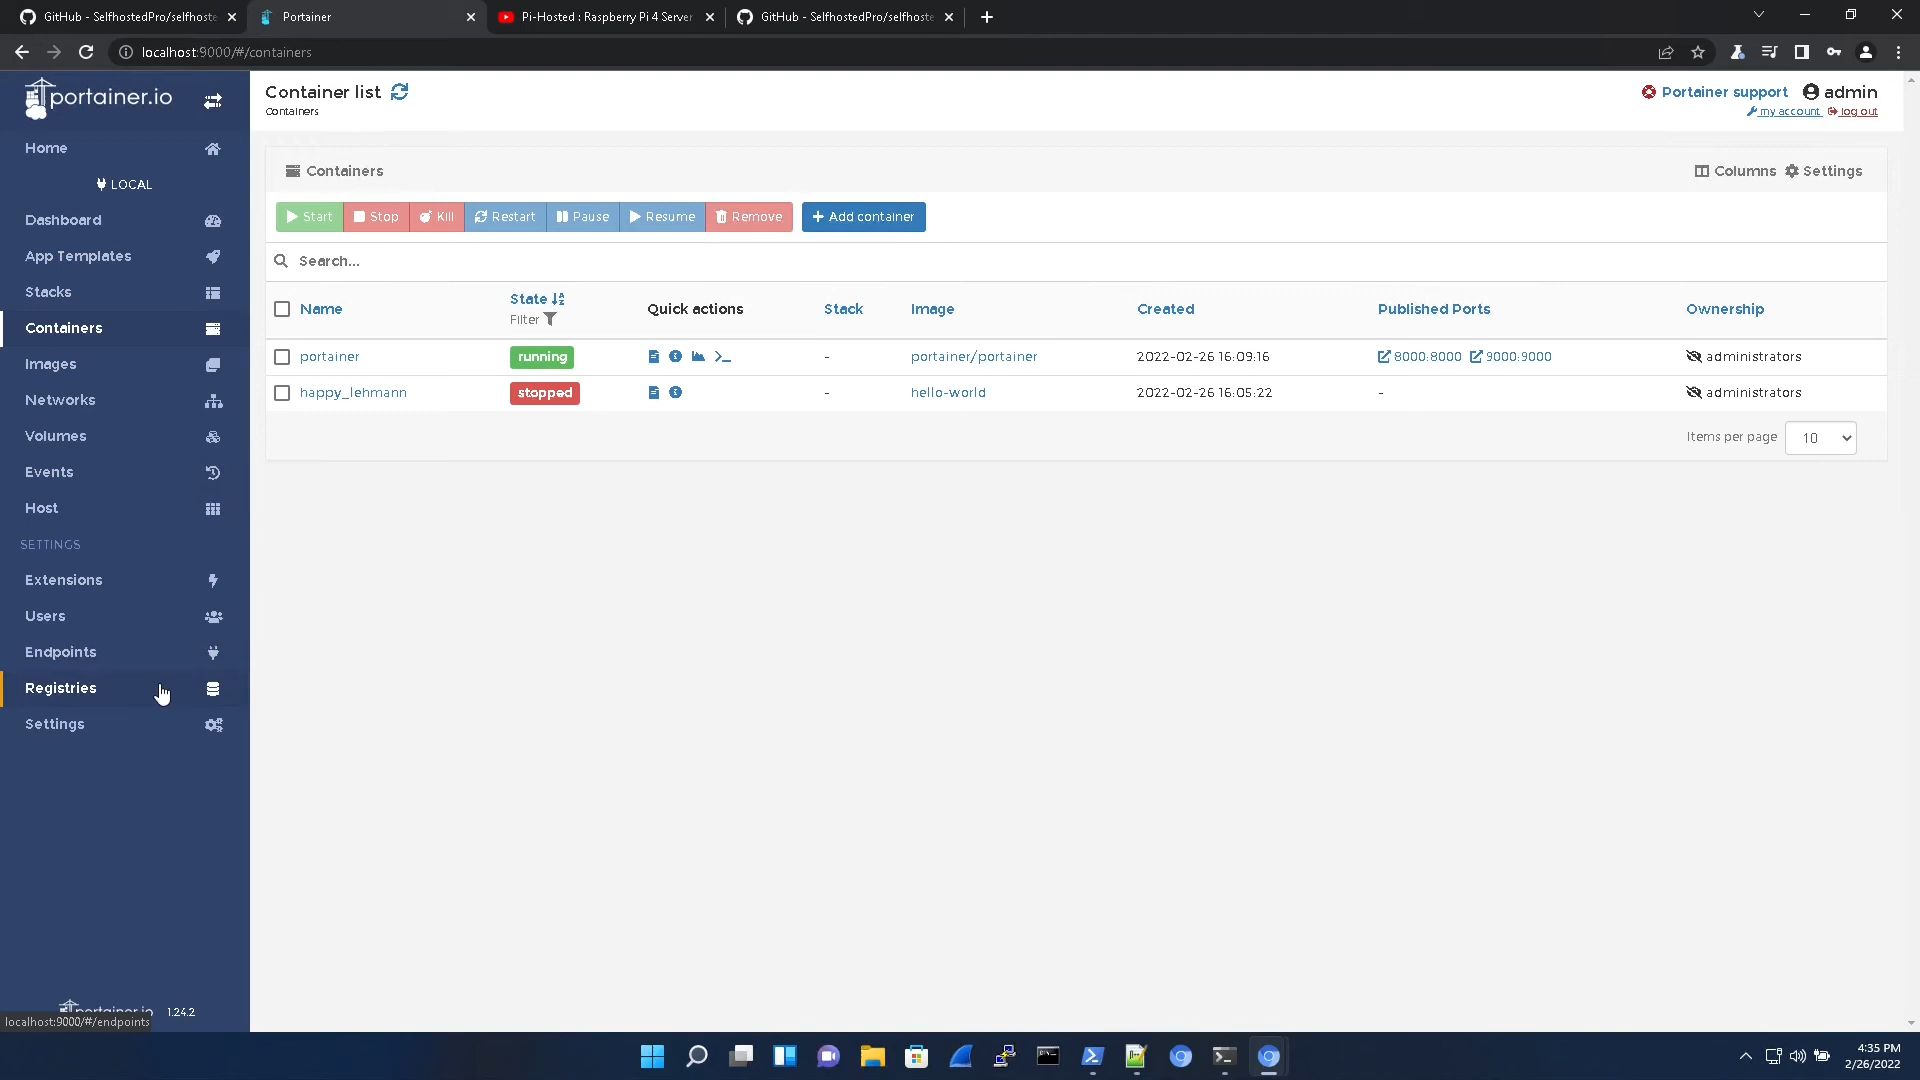 GitHub - SelfhostedPro/selfhoste
Portainer
Pi-Hosted : Raspberry Pi 4 Server
GitHub - SelfhostedPro/selfhoste
localhost:9000/#/containers
portainer.io
Container list
Containers
Portainer support
admin
my account
log out
Home
LOCAL
Dashboard
App Templates
Stacks
Containers
Images
Networks
Volumes
Events
Host
SETTINGS
Extensions
Users
Endpoints
Registries
Settings
Containers
Columns
Settings
Start
Stop
Kill
Restart
Pause
Resume
Remove
+ Add container
Search...
Name
State
Filter
Quick actions
Stack
Image
Created
Published Ports
Ownership
portainer
running
-
portainer/portainer
2022-02-26 16:09:16
8000:8000
9000:9000
administrators
happy_lehmann
stopped
-
hello-world
2022-02-26 16:05:22
-
administrators
Items per page
10
portainer.io
1.24.2
localhost:9000/#/endpoints
4:35 PM
2/26/2022